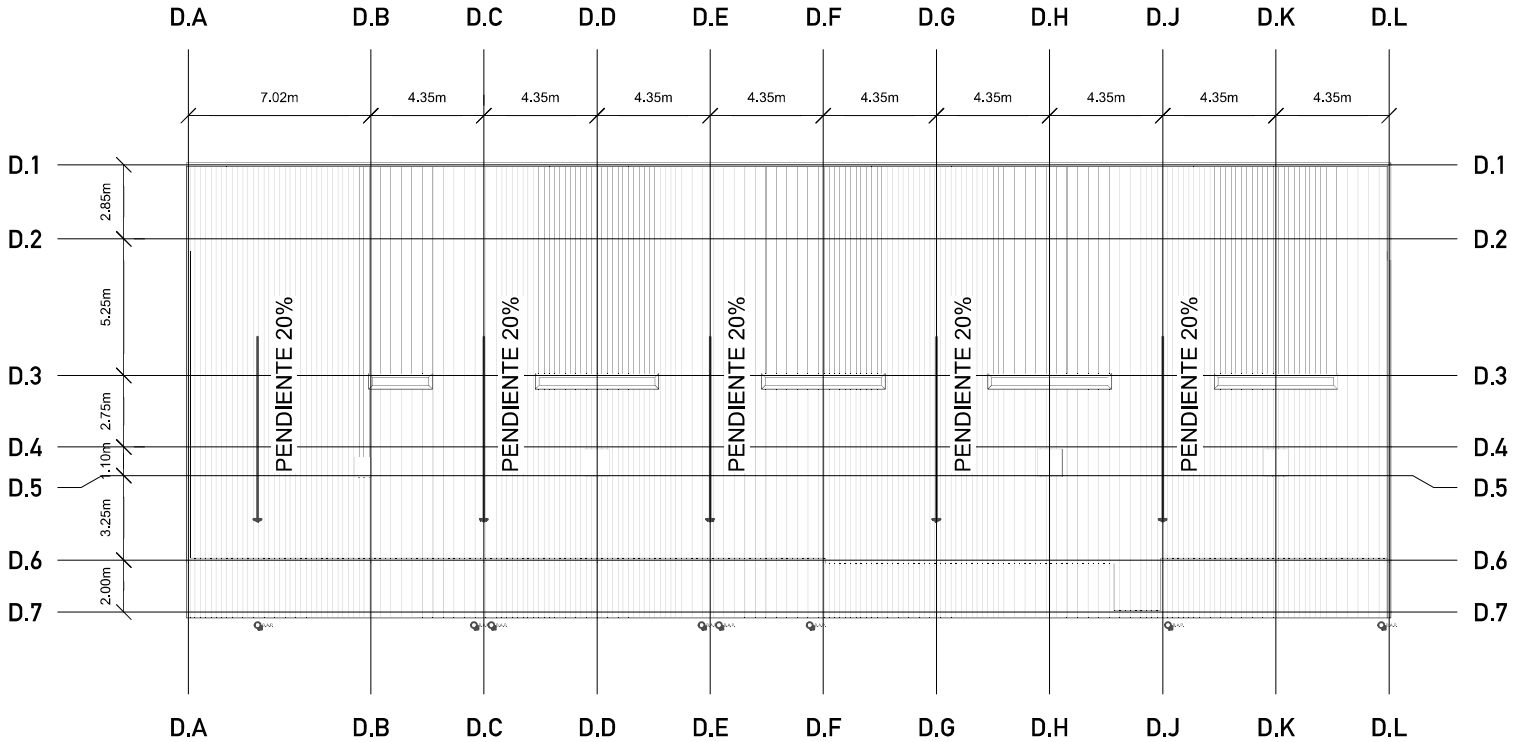 D.A D.B D.C D.D D.E D.F D.G D.H D.J D.K D.L
7.02m 4.35m 4.35m 4.35m 4.35m 4.35m 4.35m 4.35m 4.35m 4.35m
D.1 D.1
2.85m
D.2 D.2
5.25m
PENDIENTE 20% PENDIENTE 20% PENDIENTE 20% PENDIENTE 20% PENDIENTE 20%
D.3 D.3
2.75m
D.4 D.4
1.10m
D.5 D.5
3.25m
D.6 D.6
2.00m
D.7 D.7
D.A D.B D.C D.D D.E D.F D.G D.H D.J D.K D.L